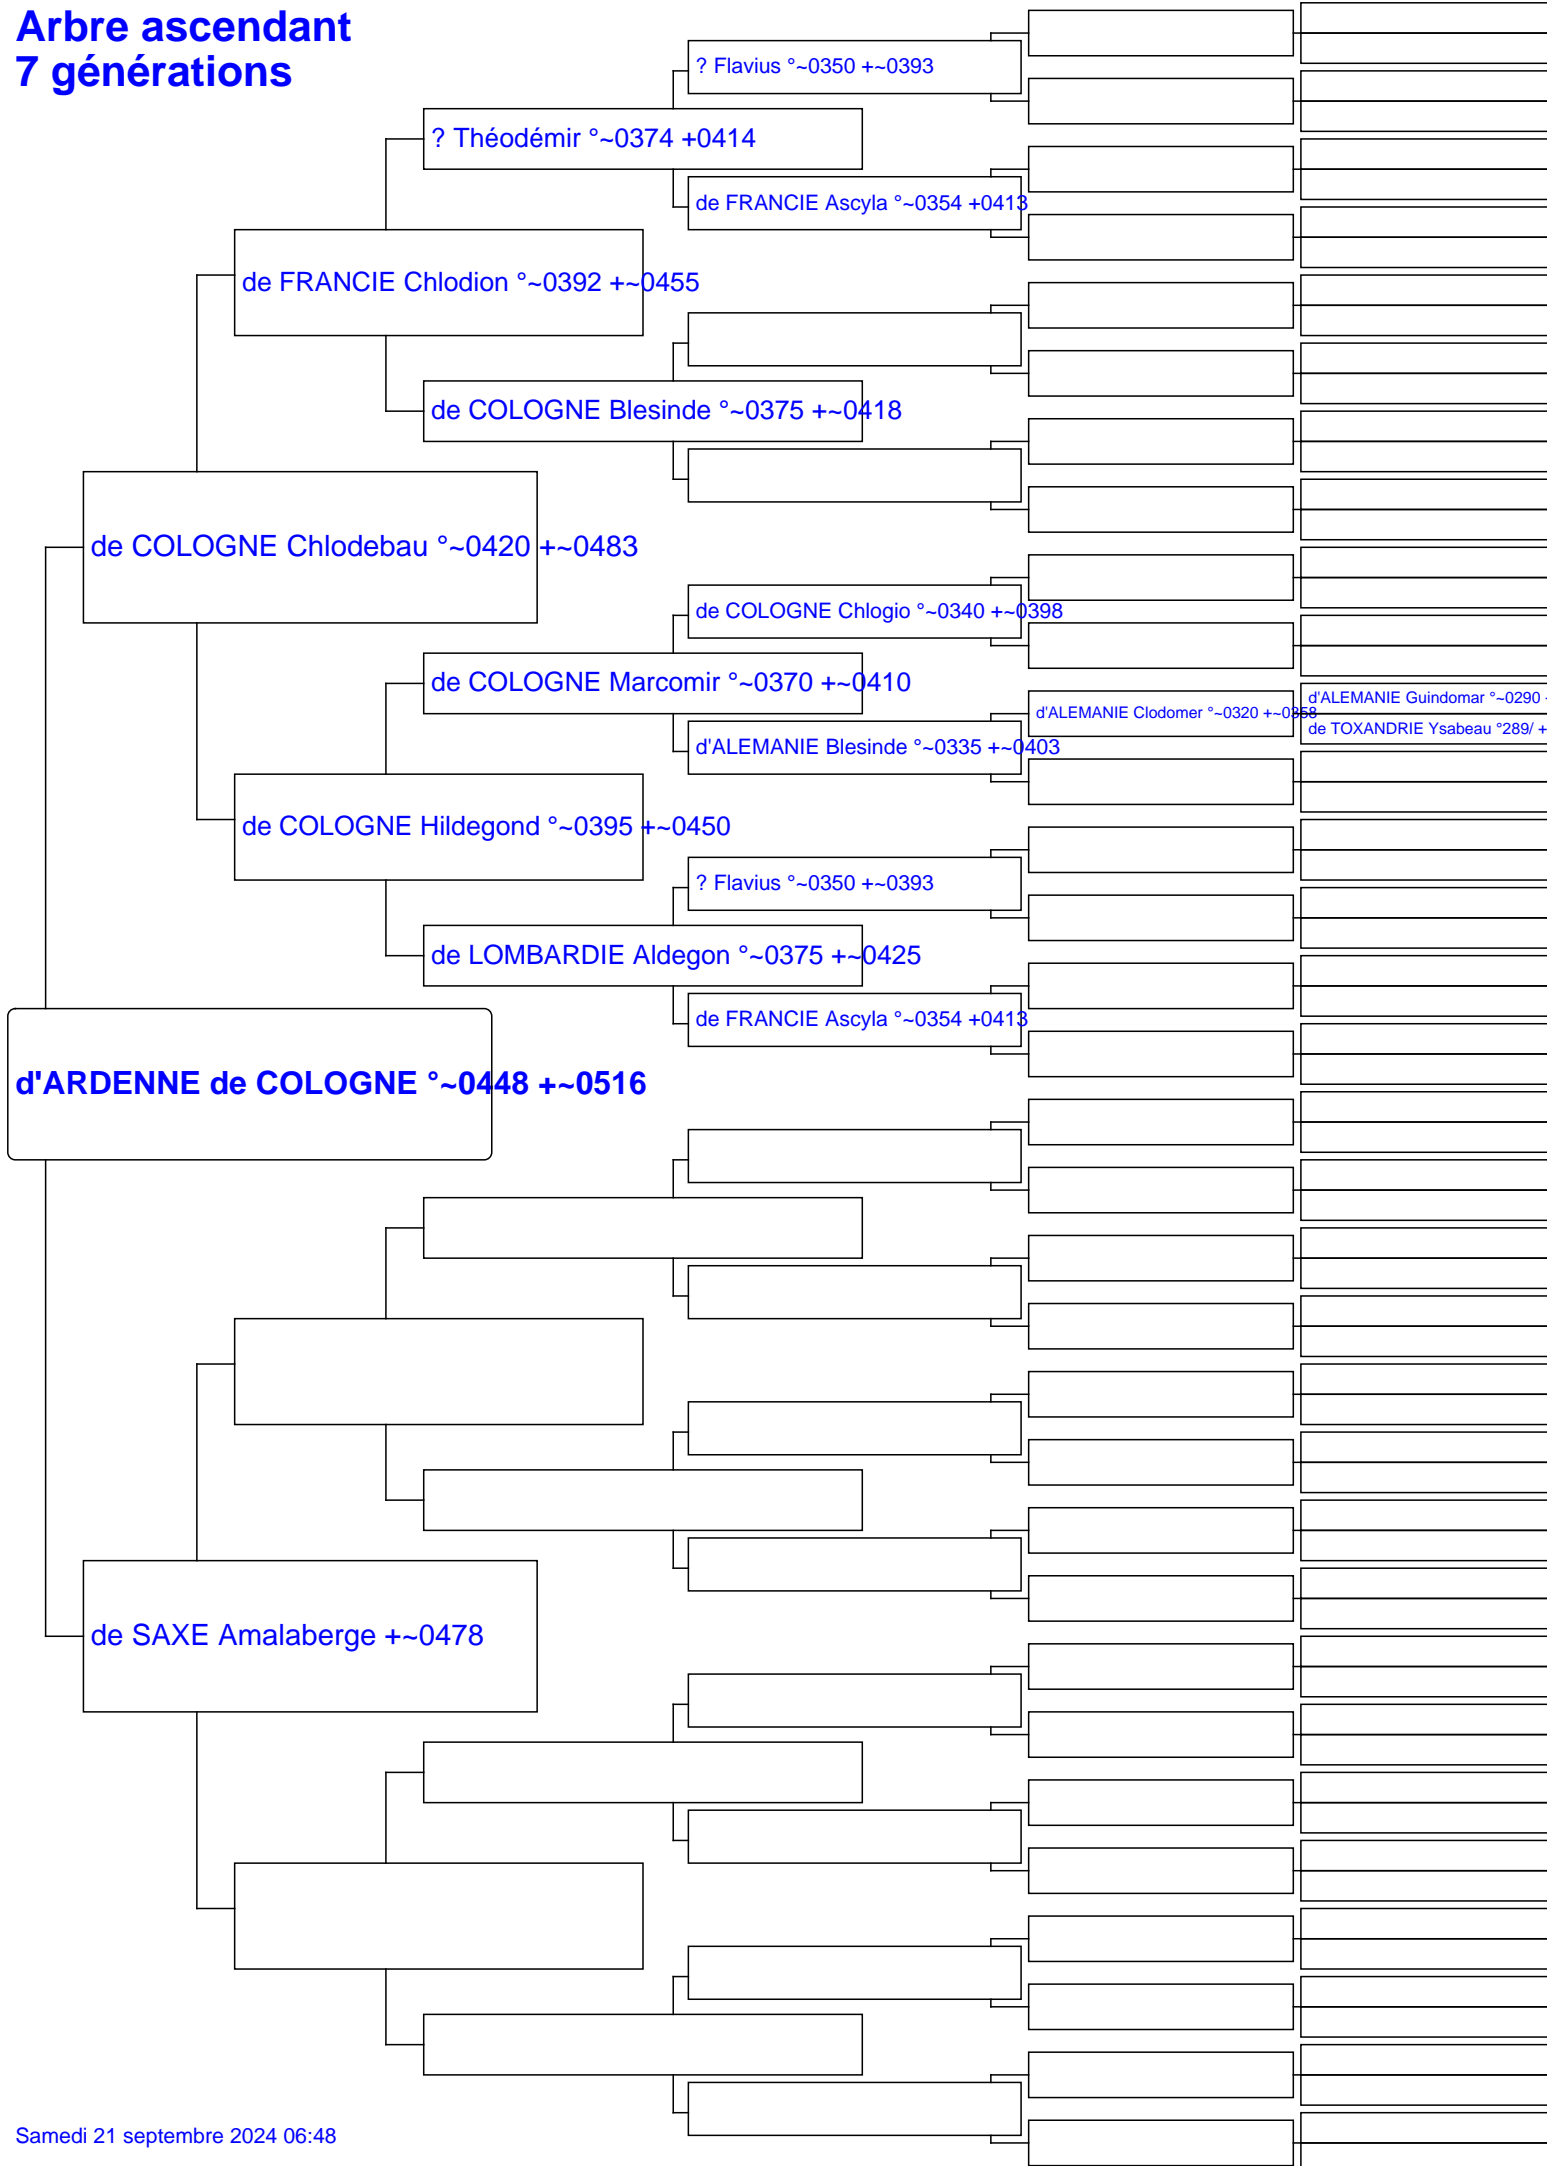 Arbre ascendant
7 générations
? Flavius °~0350 +~0393
? Théodémir °~0374 +0414
de FRANCIE Ascyla °~0354 +0413
de FRANCIE Chlodion °~0392 +~0455
de COLOGNE Blesinde °~0375 +~0418
de COLOGNE Chlodebau °~0420 +~0483
de COLOGNE Chlogio °~0340 +~0398
de COLOGNE Marcomir °~0370 +~0410
d'ALEMANIE Guindomar °~0290
d'ALEMANIE Clodomer °~0320 +~0358
de TOXANDRIE Ysabeau °289/ +
d'ALEMANIE Blesinde °~0335 +~0403
de COLOGNE Hildegond °~0395 +~0450
? Flavius °~0350 +~0393
de LOMBARDIE Aldegon °~0375 +~0425
de FRANCIE Ascyla °~0354 +0413
d'ARDENNE de COLOGNE °~0448 +~0516
de SAXE Amalaberge +~0478
Samedi 21 septembre 2024 06:48